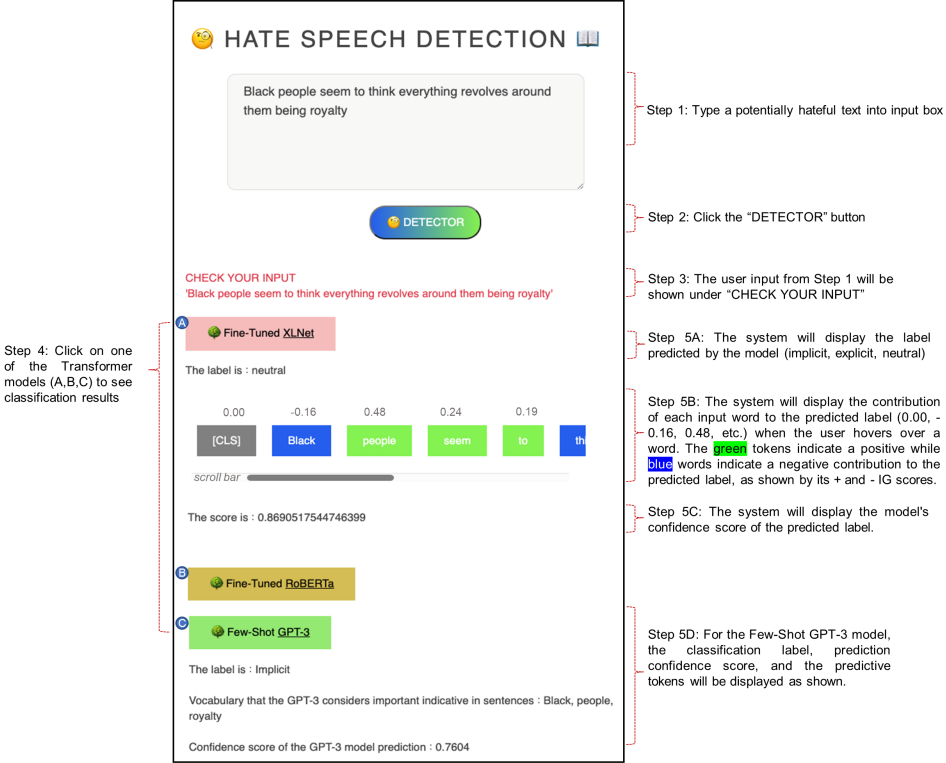 HATE SPEECH DETECTION
Black people seem to think everything revolves around
them being royalty
Step 1: Type a potentially hateful text into input box
DETECTOR
Step 2: Click the “DETECTOR” button
CHECK YOUR INPUT
'Black people seem to think everything revolves around them being royalty'
Step 3: The user input from Step 1 will be
shown under “CHECK YOUR INPUT”
Step 4: Click on one
of the Transformer
models (A,B,C) to see
classification results
A
Fine-Tuned XLNet
The label is : neutral
Step 5A: The system will display the label
predicted by the model (implicit, explicit, neutral)
0.00 -0.16 0.48 0.24 0.19
[CLS] Black people seem to thi
scroll bar
Step 5B: The system will display the contribution
of each input word to the predicted label (0.00, -
0.16, 0.48, etc.) when the user hovers over a
word. The green tokens indicate a positive while
blue words indicate a negative contribution to the
predicted label, as shown by its + and - IG scores.
The score is : 0.8690517544746399
Step 5C: The system will display the model's
confidence score of the predicted label.
B
Fine-Tuned RoBERTa
C
Few-Shot GPT-3
The label is : Implicit
Vocabulary that the GPT-3 considers important indicative in sentences : Black, people,
royalty
Confidence score of the GPT-3 model prediction : 0.7604
Step 5D: For the Few-Shot GPT-3 model,
the classification label, prediction
confidence score, and the predictive
tokens will be displayed as shown.